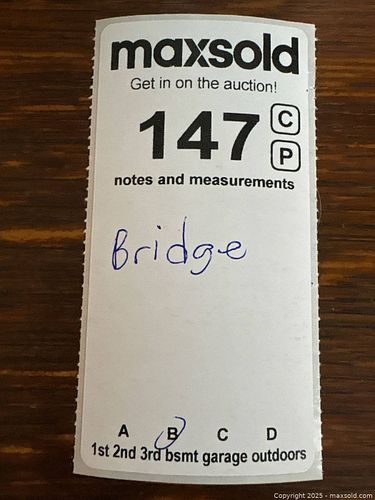 maxsold
Get in on the auction!
147 C
P
notes and measurements
Bridge
A B C D
1st 2nd 3rd bsmt garage outdoors
Copyright 2025 - maxsold.com